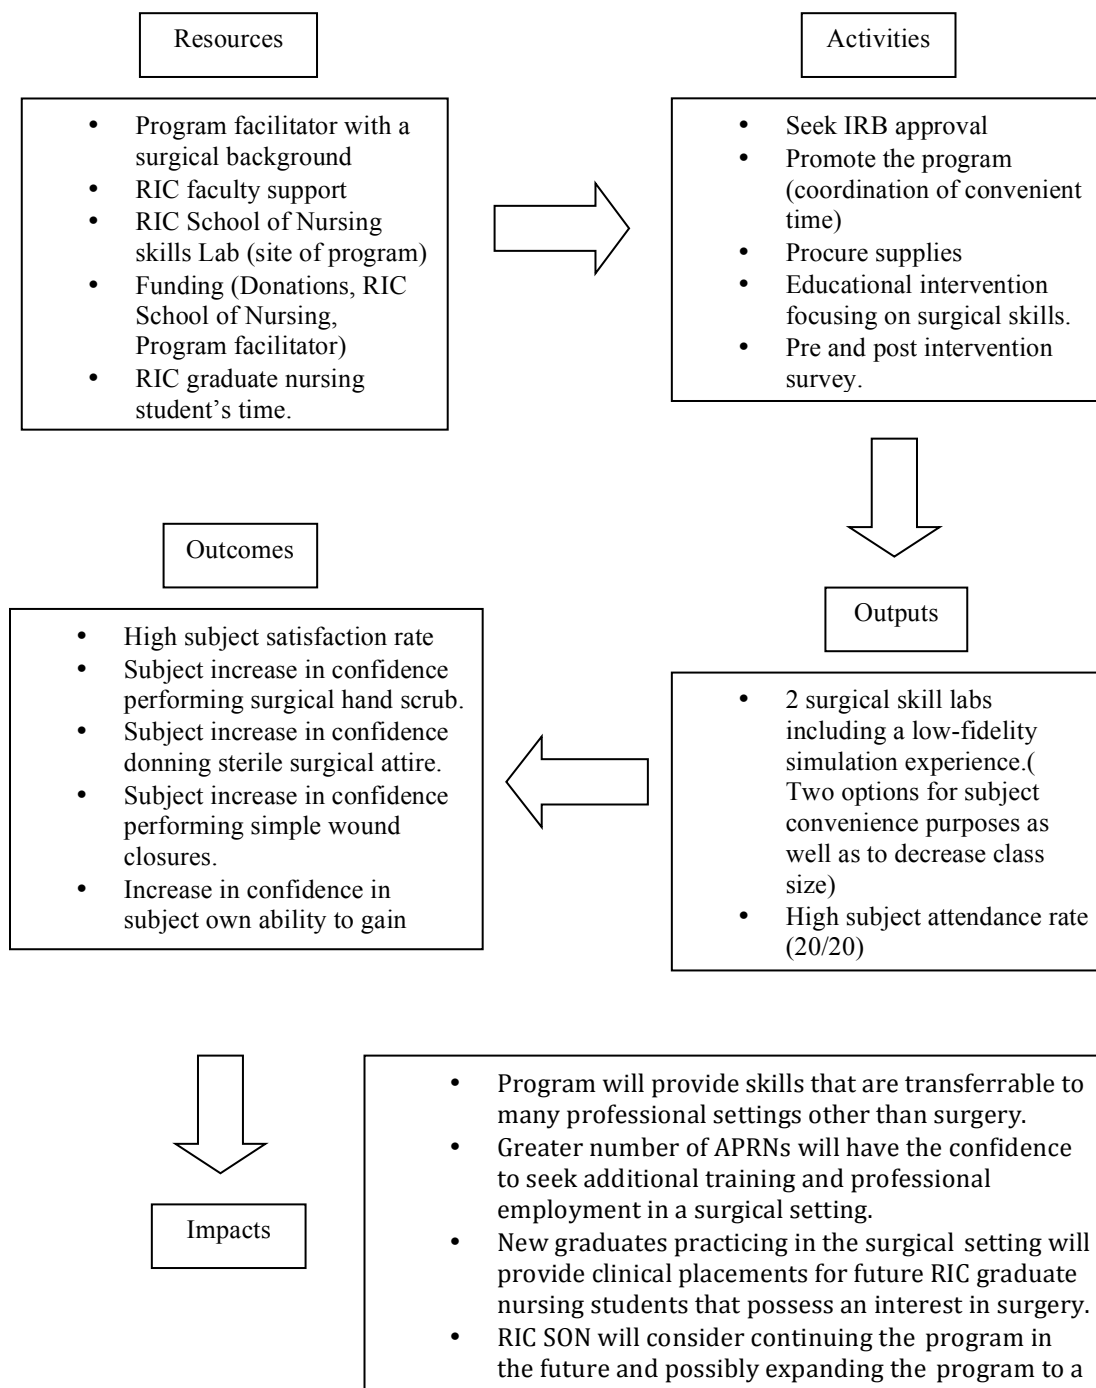 Resources
• Program facilitator with a
surgical background
• RIC faculty support
• RIC School of Nursing
skills Lab (site of program)
• Funding (Donations, RIC
School of Nursing,
Program facilitator)
• RIC graduate nursing
student’s time.
Activities
• Seek IRB approval
• Promote the program
(coordination of convenient
time)
• Procure supplies
• Educational intervention
focusing on surgical skills.
• Pre and post intervention
survey.
Outputs
• 2 surgical skill labs
including a low-fidelity
simulation experience.(
Two options for subject
convenience purposes as
well as to decrease class
size)
• High subject attendance rate
(20/20)
Outcomes
• High subject satisfaction rate
• Subject increase in confidence
performing surgical hand scrub.
• Subject increase in confidence
donning sterile surgical attire.
• Subject increase in confidence
performing simple wound
closures.
• Increase in confidence in
subject own ability to gain
Impacts
• Program will provide skills that are transferrable to
many professional settings other than surgery.
• Greater number of APRNs will have the confidence
to seek additional training and professional
employment in a surgical setting.
• New graduates practicing in the surgical setting will
provide clinical placements for future RIC graduate
nursing students that possess an interest in surgery.
• RIC SON will consider continuing the program in
the future and possibly expanding the program to a